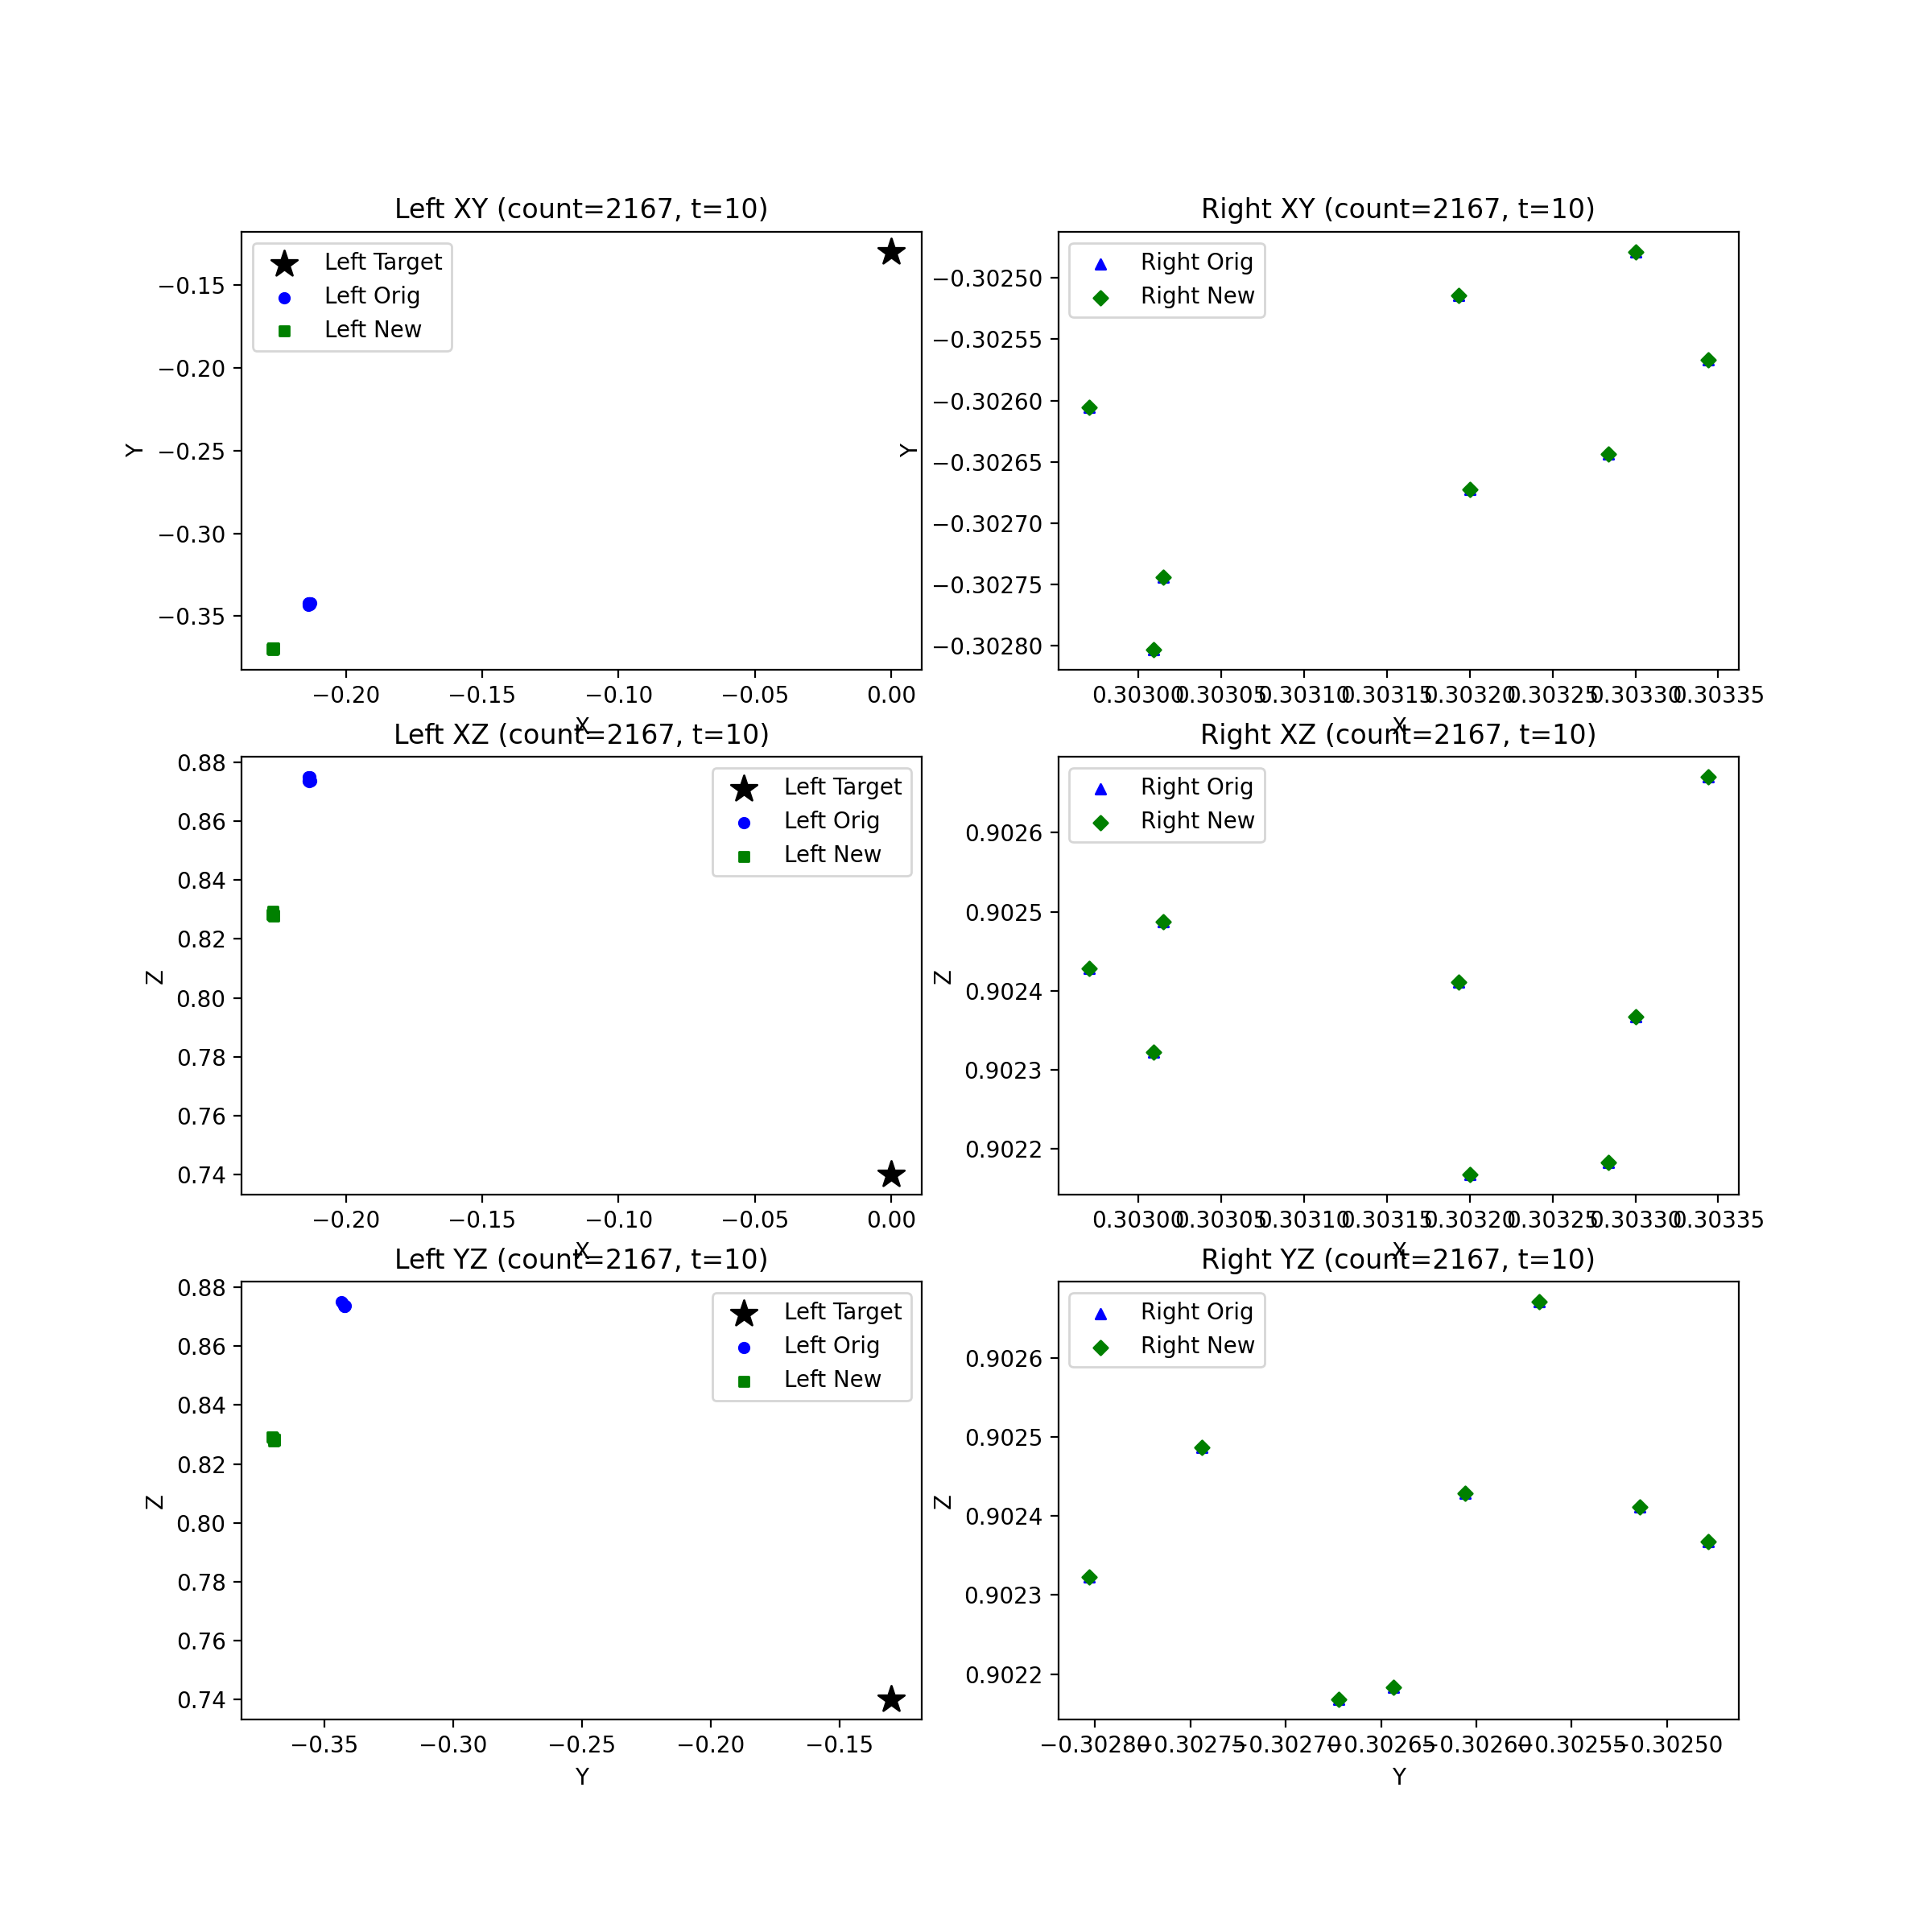 Left XY (count=2167, t=10)
Left Target
Left Orig
Left New
Y
−0.15
−0.20
−0.25
−0.30
−0.35
−0.20
−0.15
−0.10
−0.05
0.00
X
Right XY (count=2167, t=10)
Right Orig
Right New
Y
−0.30250
−0.30255
−0.30260
−0.30265
−0.30270
−0.30275
−0.30280
0.30300
0.30305
0.30310
0.30315
0.30320
0.30325
0.30330
0.30335
X
Left XZ (count=2167, t=10)
Left Target
Left Orig
Left New
Z
0.88
0.86
0.84
0.82
0.80
0.78
0.76
0.74
−0.20
−0.15
−0.10
−0.05
0.00
X
Right XZ (count=2167, t=10)
Right Orig
Right New
Z
0.9026
0.9025
0.9024
0.9023
0.9022
0.30300
0.30305
0.30310
0.30315
0.30320
0.30325
0.30330
0.30335
X
Left YZ (count=2167, t=10)
Left Target
Left Orig
Left New
Z
0.88
0.86
0.84
0.82
0.80
0.78
0.76
0.74
−0.35
−0.30
−0.25
−0.20
−0.15
Y
Right YZ (count=2167, t=10)
Right Orig
Right New
Z
0.9026
0.9025
0.9024
0.9023
0.9022
−0.30280
−0.30275
−0.30270
−0.30265
−0.30260
−0.30255
−0.30250
Y